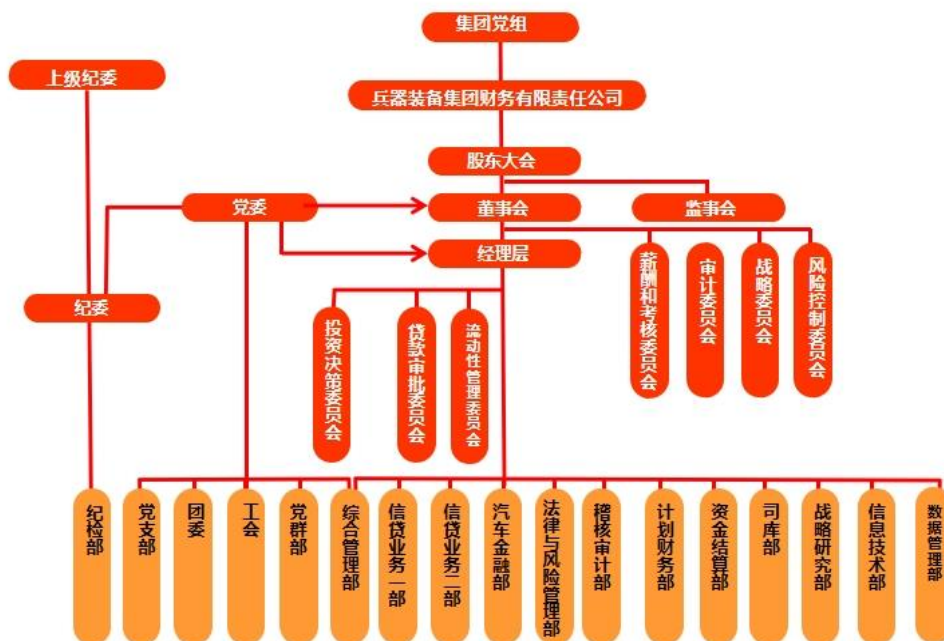 集团党组
上级纪委
兵器装备集团财务有限责任公司
股东大会
党委
董事会
监事会
经理层
纪委
薪酬和考核委员会
审计委员会
战略委员会
风险控制委员会
投资决策委员会
贷款审批委员会
流动性管理委员会
纪检部
党支部
团委
工会
党群部
综合管理部
信贷业务一部
信贷业务二部
汽车金融部
法律与风险管理部
稽核审计部
计划财务部
资金结算部
司库部
战略研究部
信息技术部
数据管理部